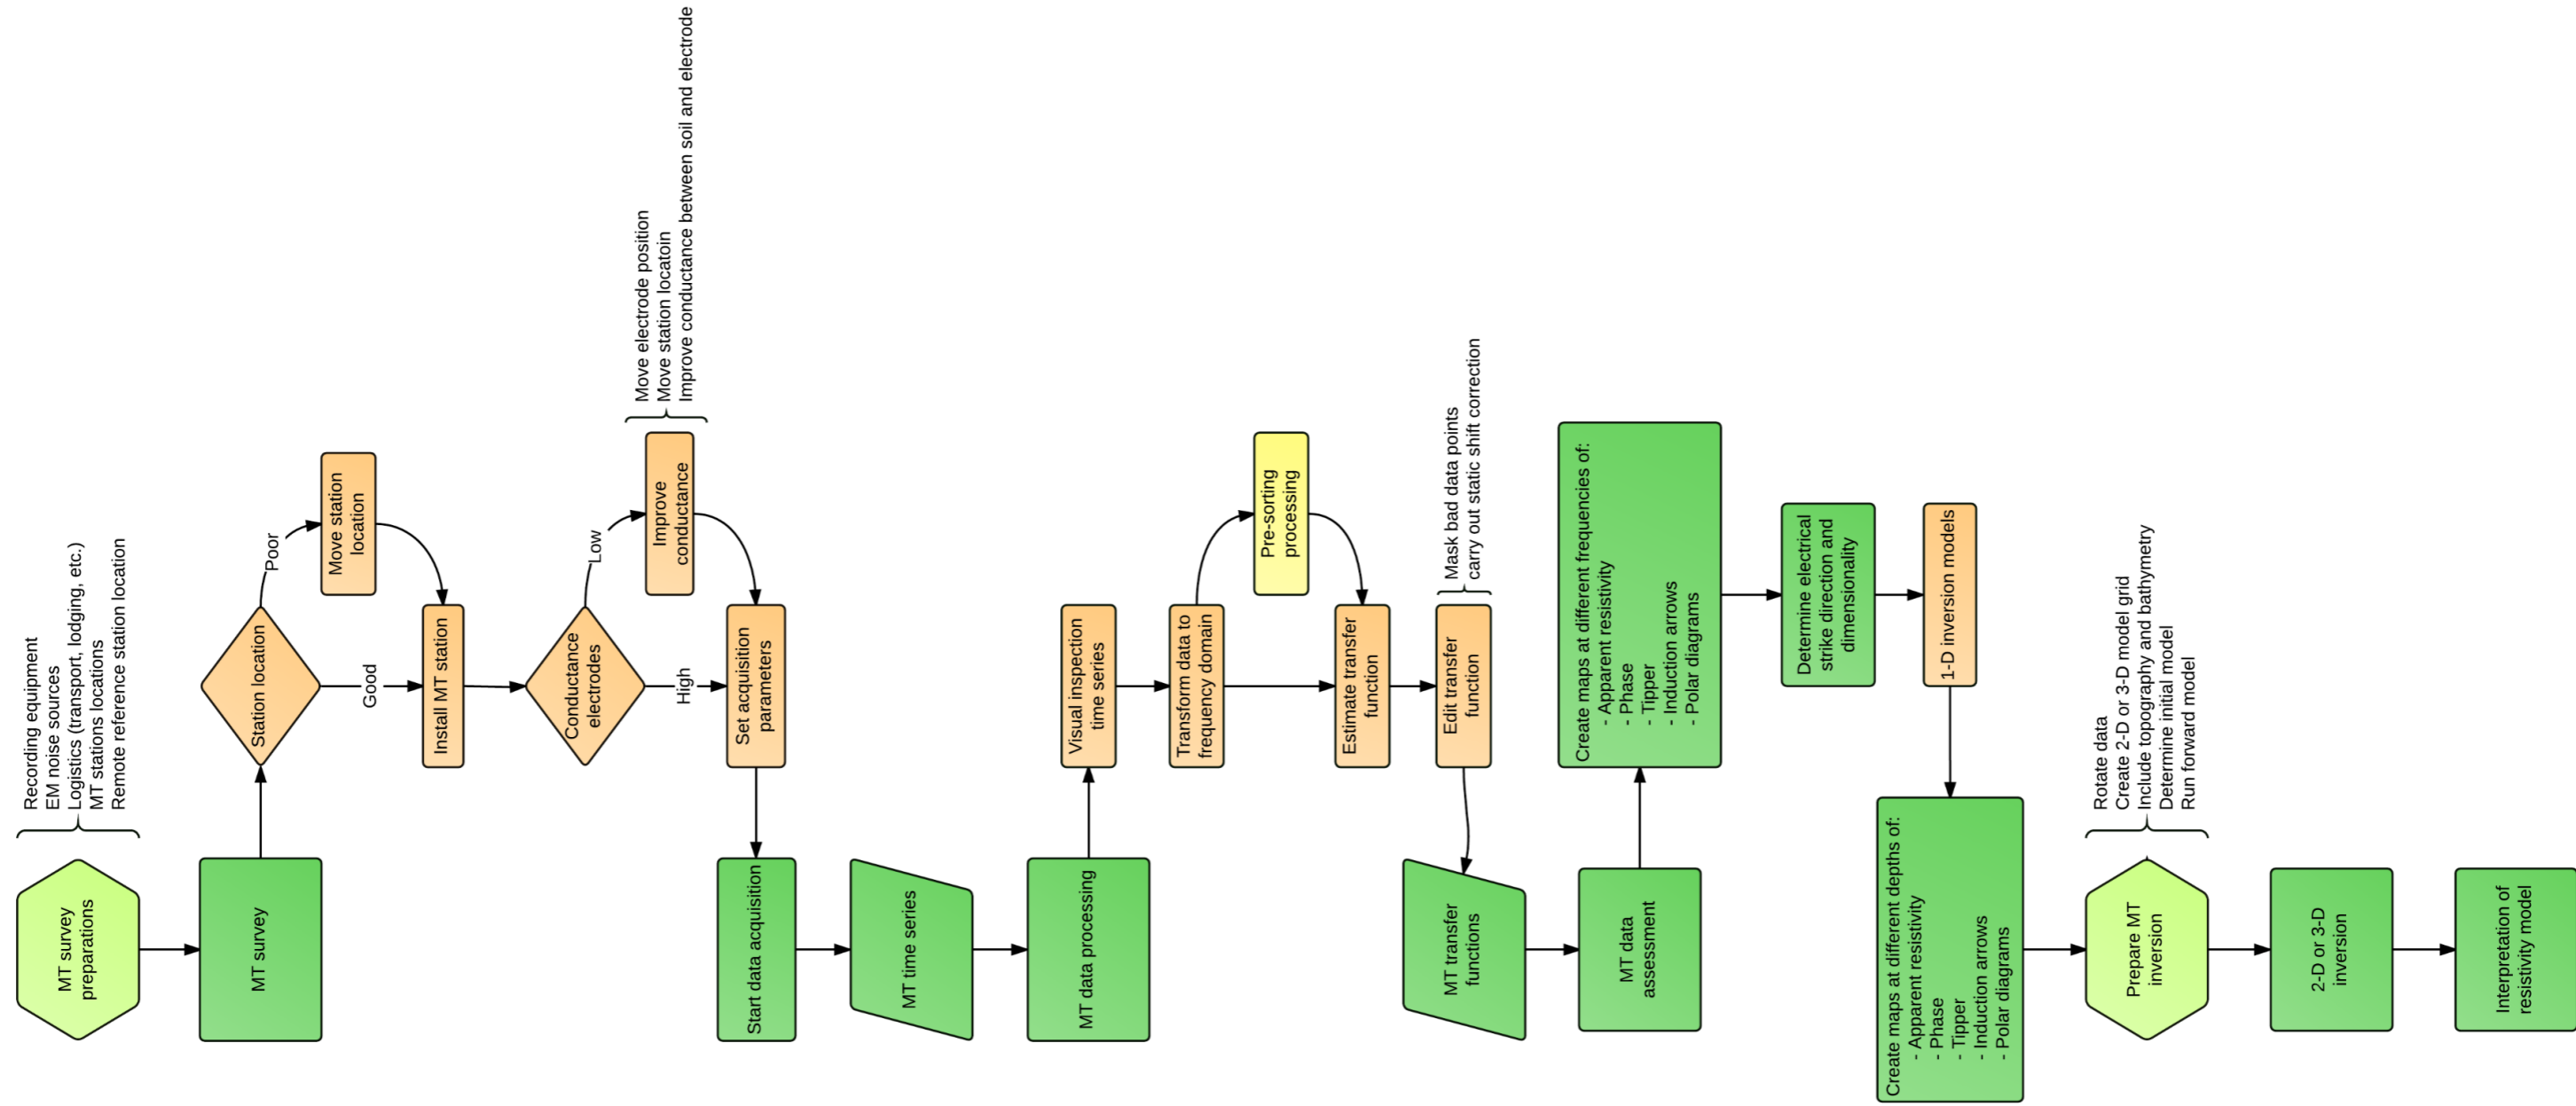 Recording equipment
EM noise sources
Logistics (transport, lodging, etc.)
MT stations locations
Remote reference station location
MT survey
preparations
MT survey
Station location
Poor
Move station
location
Good
Install MT station
Conductance
electrodes
Low
Improve
conductance
Move electrode position
Move station locatoin
Improve conductance between soil and electrode
High
Set acquisition
parameters
Start data acquisition
MT time series
MT data processing
Visual inspection
time series
Transform data to
frequency domain
Pre-sorting
processing
Estimate transfer
function
Edit transfer
function
Mask bad data points
carry out static shift correction
MT transfer
functions
MT data
assessment
Create maps at different frequencies of:
- Apparent resistivity
- Phase
- Tipper
- Induction arrows
- Polar diagrams
Determine electrical
strike direction and
dimensionality
1-D inversion models
Create maps at different depths of:
- Apparent resistivity
- Phase
- Tipper
- Induction arrows
- Polar diagrams
Prepare MT
inversion
Rotate data
Create 2-D or 3-D model grid
Include topography and bathymetry
Determine initial model
Run forward model
2-D or 3-D
inversion
Interpretation of
resistivity model